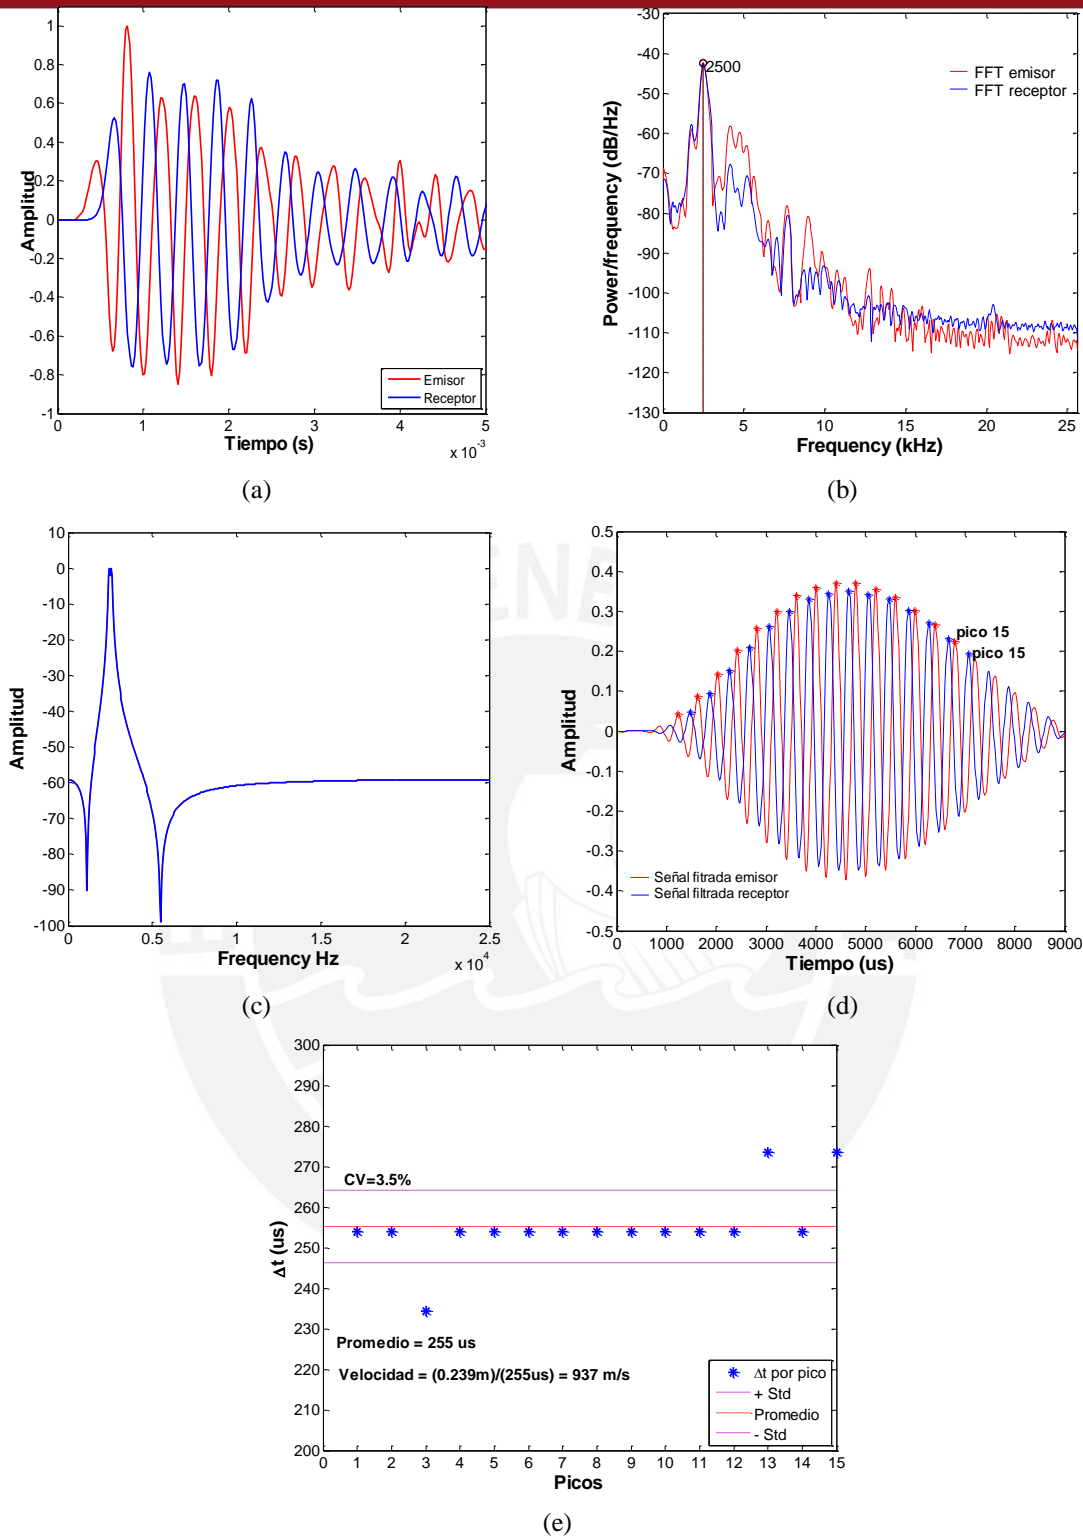 1
0.8
0.6
0.4
0.2
0
-0.2
-0.4
-0.6
-0.8
-1
Amplitud
0 1 2 3 4 5
Tiempo (s)
x 10⁻³
Emisor
Receptor
(a)
-30
-40
-50
-60
-70
-80
-90
-100
-110
-120
-130
Power/frequency (dB/Hz)
2500
FFT emisor
FFT receptor
0 5 10 15 20 25
Frequency (kHz)
(b)
10
0
-10
-20
-30
-40
-50
-60
-70
-80
-90
-100
Amplitud
0 0.5 1 1.5 2 2.5
Frequency Hz
x 10⁴
(c)
0.5
0.4
0.3
0.2
0.1
0
-0.1
-0.2
-0.3
-0.4
-0.5
Amplitud
pico 15
pico 15
Señal fitrada emisor
Señal filtrada receptor
0 1000 2000 3000 4000 5000 6000 7000 8000 9000
Tiempo (us)
(d)
300
290
280
270
260
250
240
230
220
210
200
Δt (us)
CV=3.5%
Promedio = 255 us
Velocidad = (0.239m)/(255us) = 937 m/s
Δt por pico
+ Std
Promedio
- Std
0 1 2 3 4 5 6 7 8 9 10 11 12 13 14 15
Picos
(e)